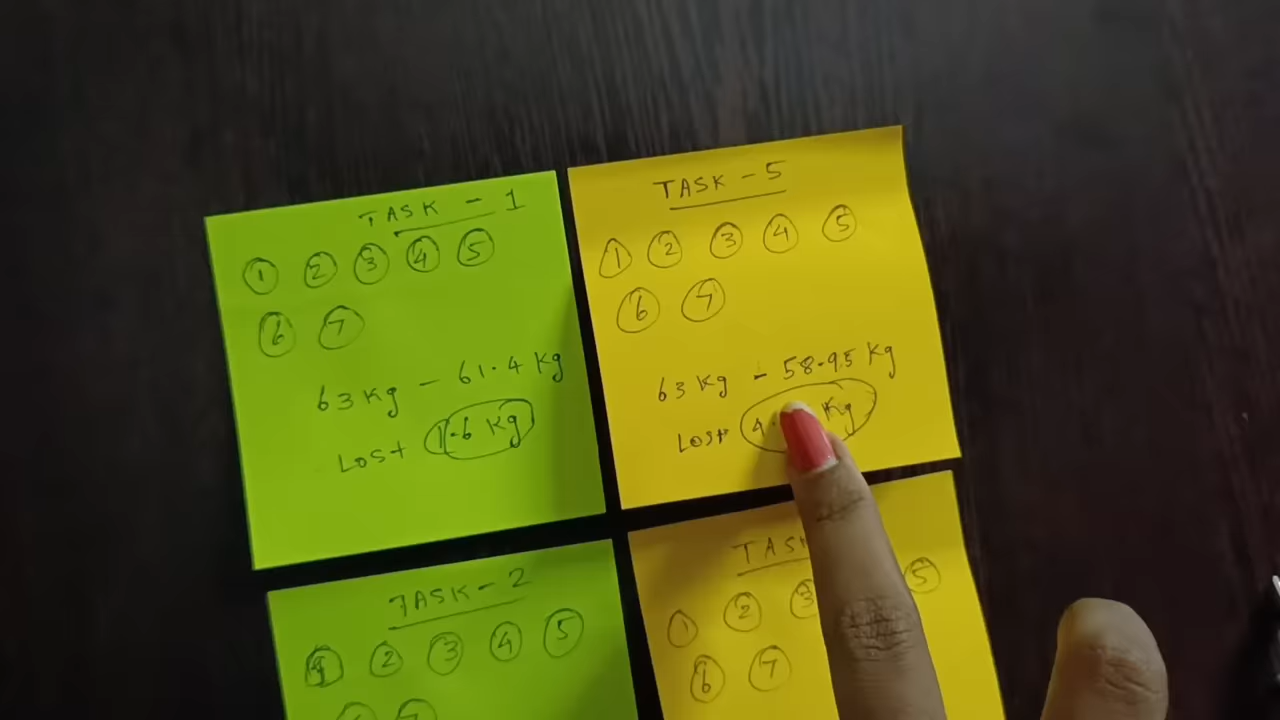 TASK - 1
1 2 3 4 5
6 7
63 Kg - 61.4 Kg
Lost 1.6 Kg
TASK - 5
1 2 3 4 5
6 7
63 Kg - 58.95 Kg
Lost Kg
TASK - 2
1 2 3 4 5
TASK
1 2 3 5
6 7